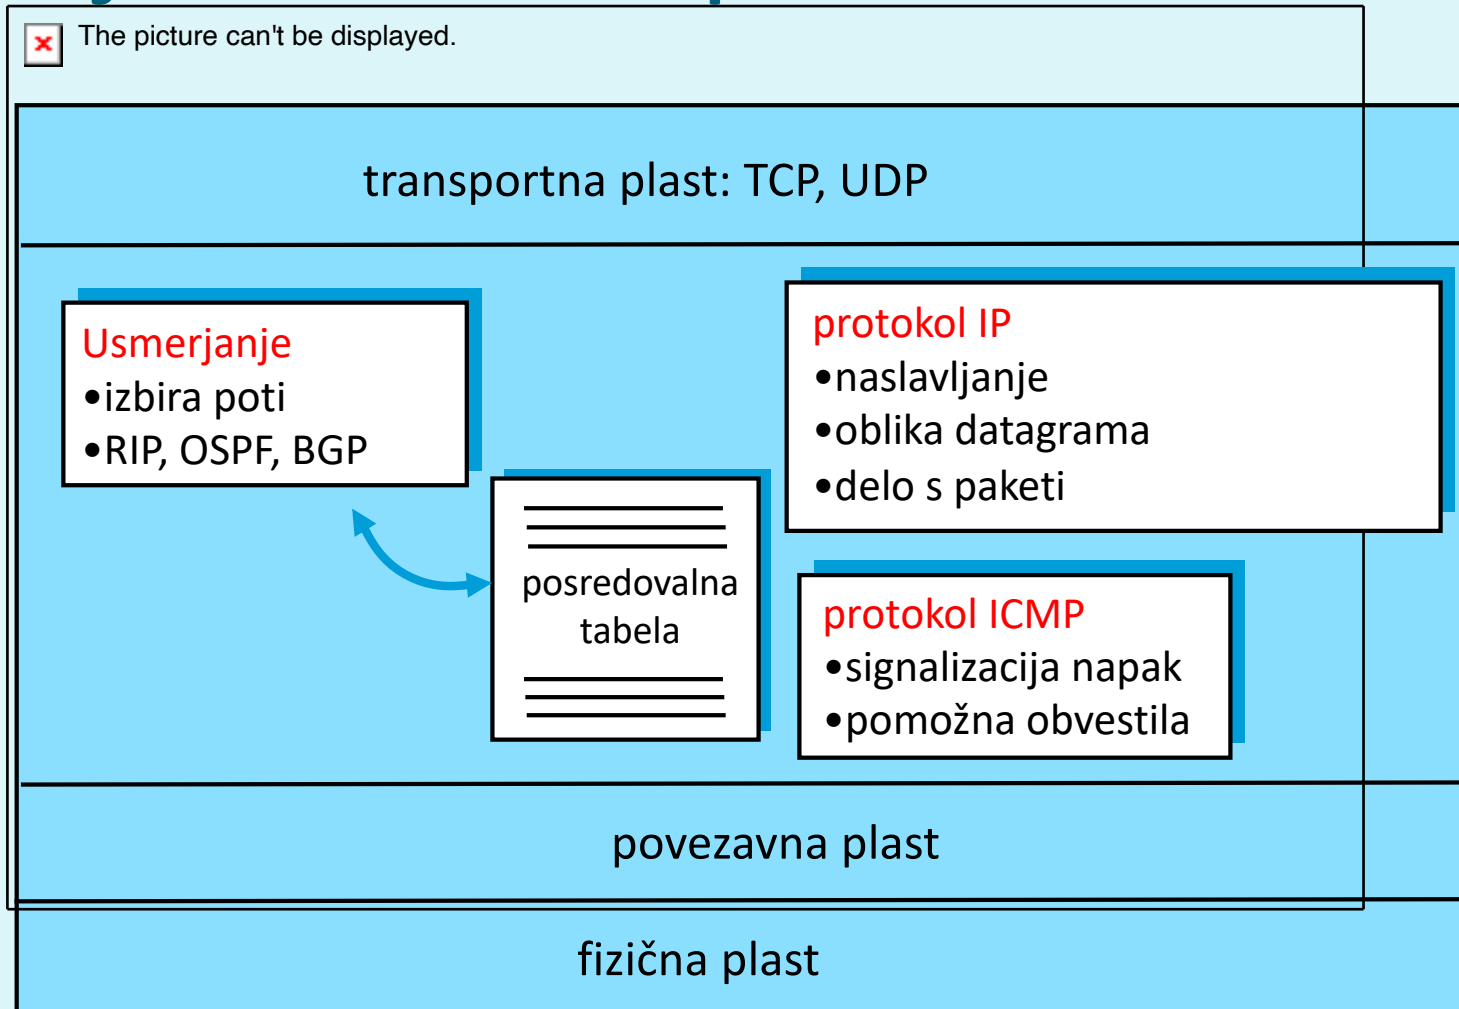 The picture can't be displayed.
transportna plast: TCP, UDP
Usmerjanje
•izbira poti
•RIP, OSPF, BGP
protokol IP
•naslavljanje
•oblika datagrama
•delo s paketi
posredovalna
tabela
protokol ICMP
•signalizacija napak
•pomožna obvestila
povezavna plast
fizična plast